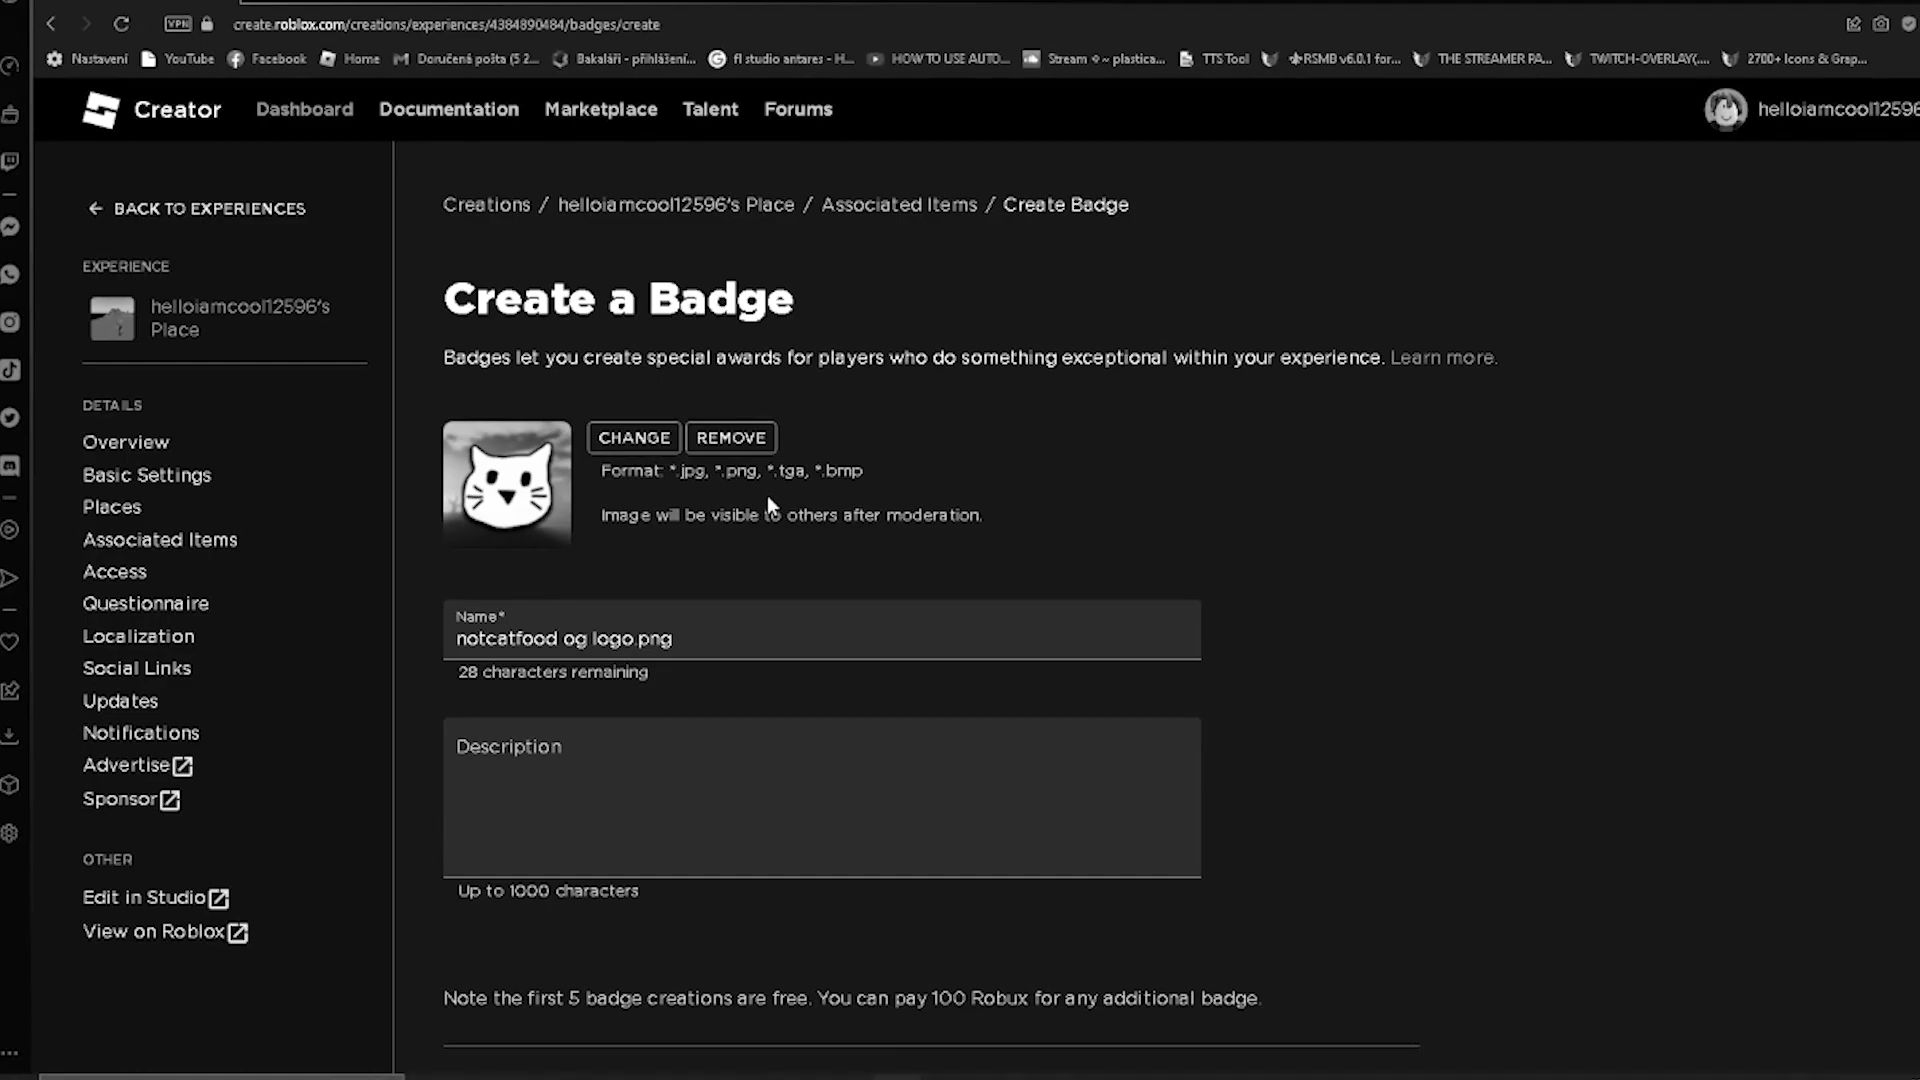 VPN create.roblox.com/creations/experiences/4384890484/badges/create
Nastavení YouTube Facebook Home Doručená pošta (5 2... Bakaláři - přihlášení... fl studio antares - H... HOW TO USE AUTO... Stream ~ plastica... TTS Tool RSMB v6.0.1 for... THE STREAMER PA... TWITCH-OVERLAY(.... 2700+ Icons & Grap...
Creator Dashboard Documentation Marketplace Talent Forums helloiamcool12596
BACK TO EXPERIENCES
EXPERIENCE
helloiamcool12596's
Place
DETAILS
Overview
Basic Settings
Places
Associated Items
Access
Questionnaire
Localization
Social Links
Updates
Notifications
Advertise
Sponsor
OTHER
Edit in Studio
View on Roblox
Creations / helloiamcool12596's Place / Associated Items / Create Badge
Create a Badge
Badges let you create special awards for players who do something exceptional within your experience. Learn more.
CHANGE REMOVE
Format: *.jpg, *.png, *.tga, *.bmp
Image will be visible to others after moderation.
Name*
notcatfood og logo.png
28 characters remaining
Description
Up to 1000 characters
Note the first 5 badge creations are free. You can pay 100 Robux for any additional badge.